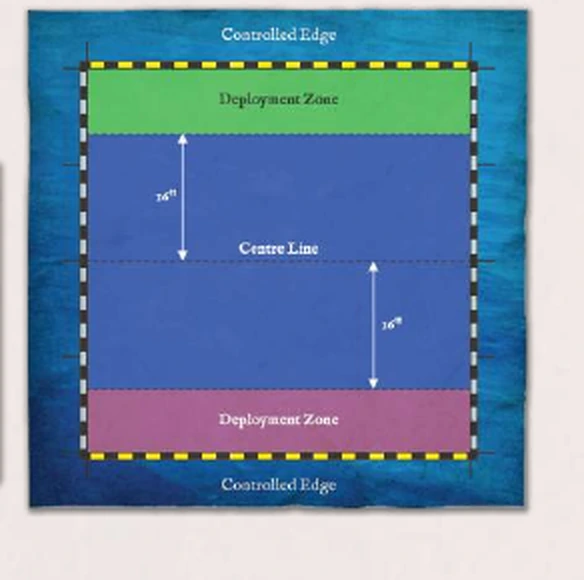 Controlled Edge
Deployment Zone
16"
Centre Line
16"
Deployment Zone
Controlled Edge